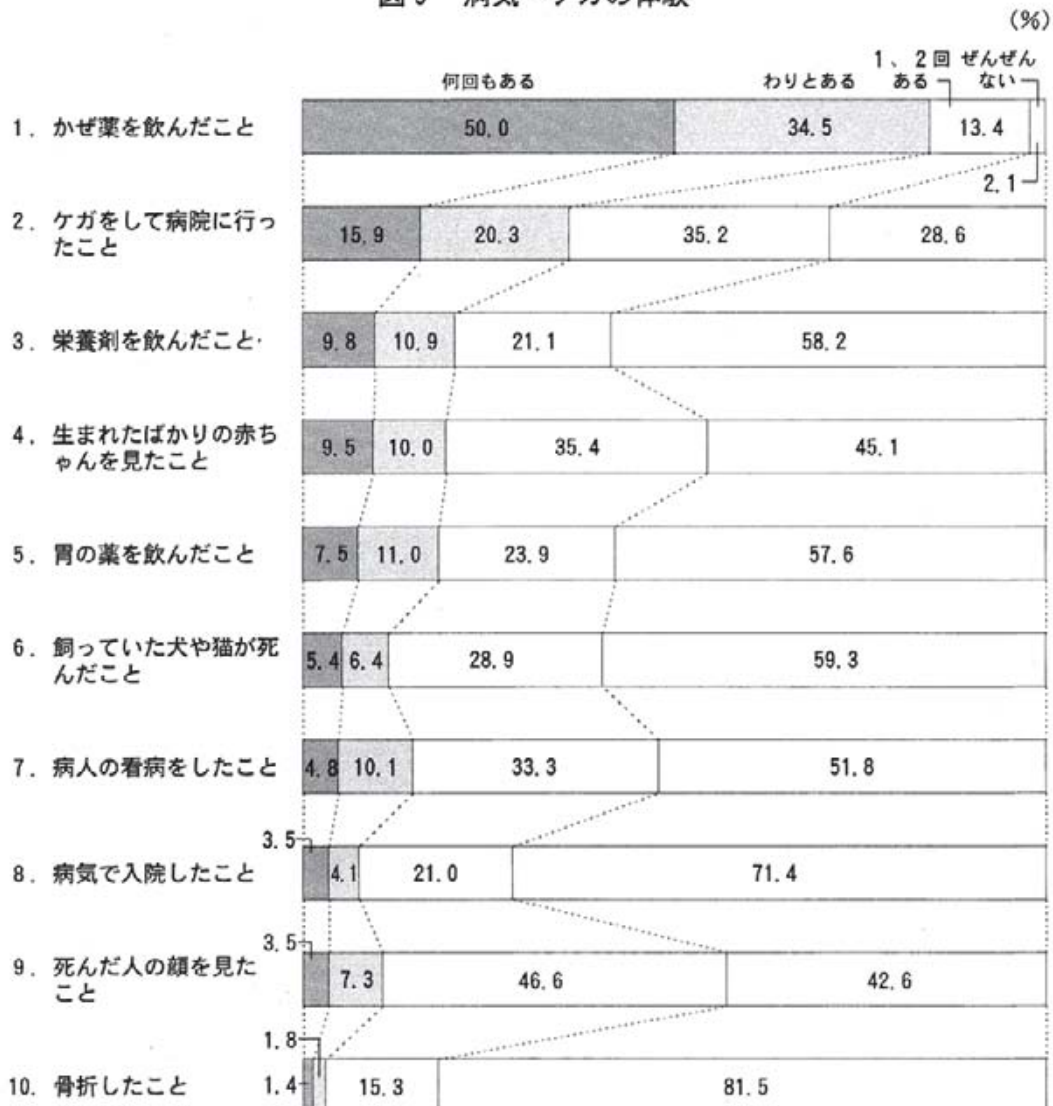 (%)
何回もある わりとある 1、2回ある ぜんぜんない
1. かぜ薬を飲んだこと 50.0 34.5 13.4 2.1
2. ケガをして病院に行っ
たこと 15.9 20.3 35.2 28.6
3. 栄養剤を飲んだこと 9.8 10.9 21.1 58.2
4. 生まれたばかりの赤ち
ゃんを見たこと 9.5 10.0 35.4 45.1
5. 胃の薬を飲んだこと 7.5 11.0 23.9 57.6
6. 飼っていた犬や猫が死
んだこと 5.4 6.4 28.9 59.3
7. 病人の看病をしたこと 4.8 10.1 33.3 51.8
8. 病気で入院したこと 3.5 4.1 21.0 71.4
9. 死んだ人の顔を見た
こと 3.5 7.3 46.6 42.6
10. 骨折したこと 1.4 1.8 15.3 81.5